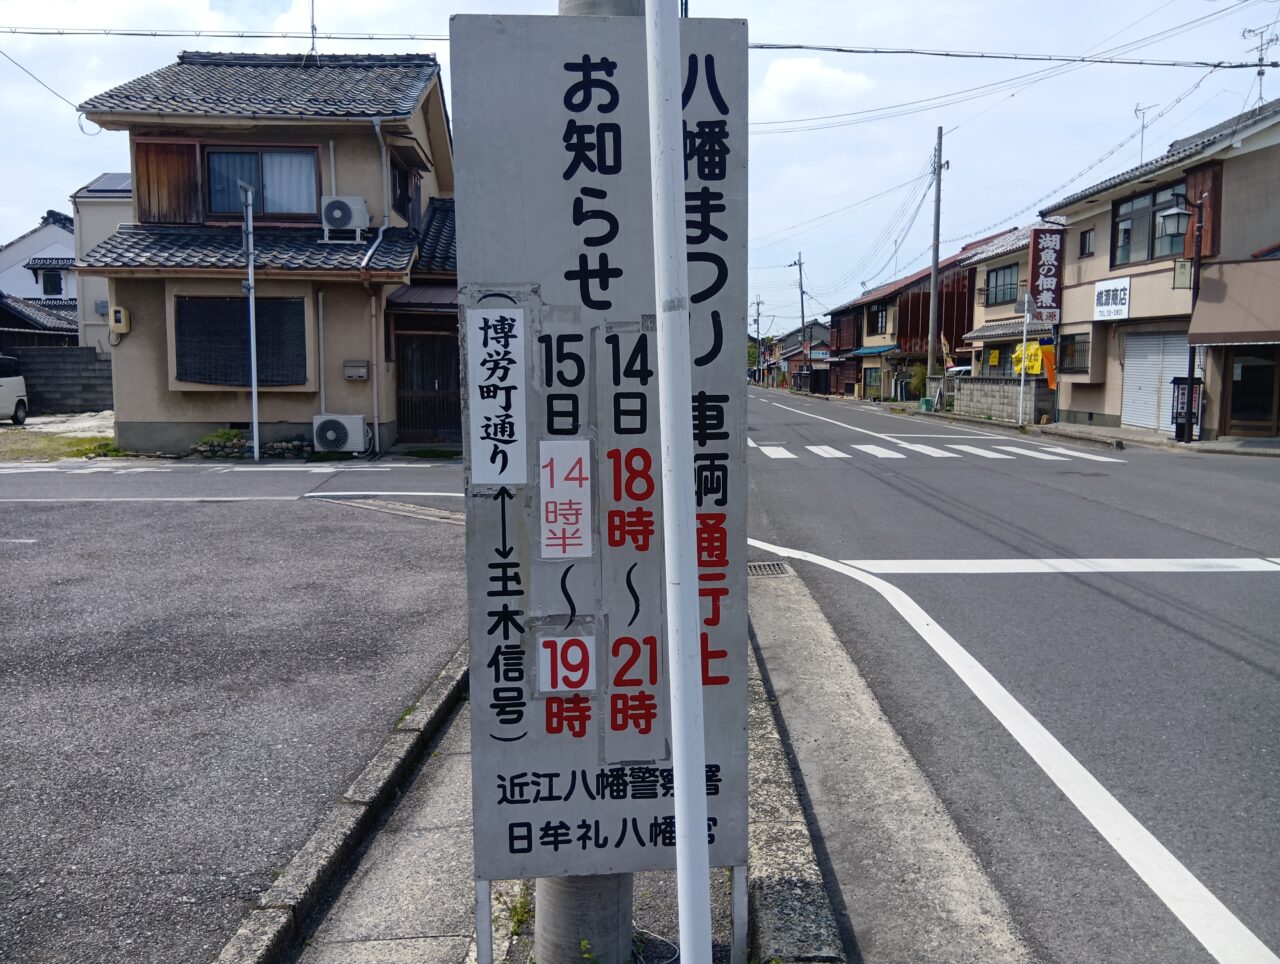 八幡まつり 車両通行止
お知らせ
14日18時～21時
15日14時半～19時
(博労町通り↔玉木信号)
近江八幡警察署
日牟礼八幡宮
湖魚の佃煮